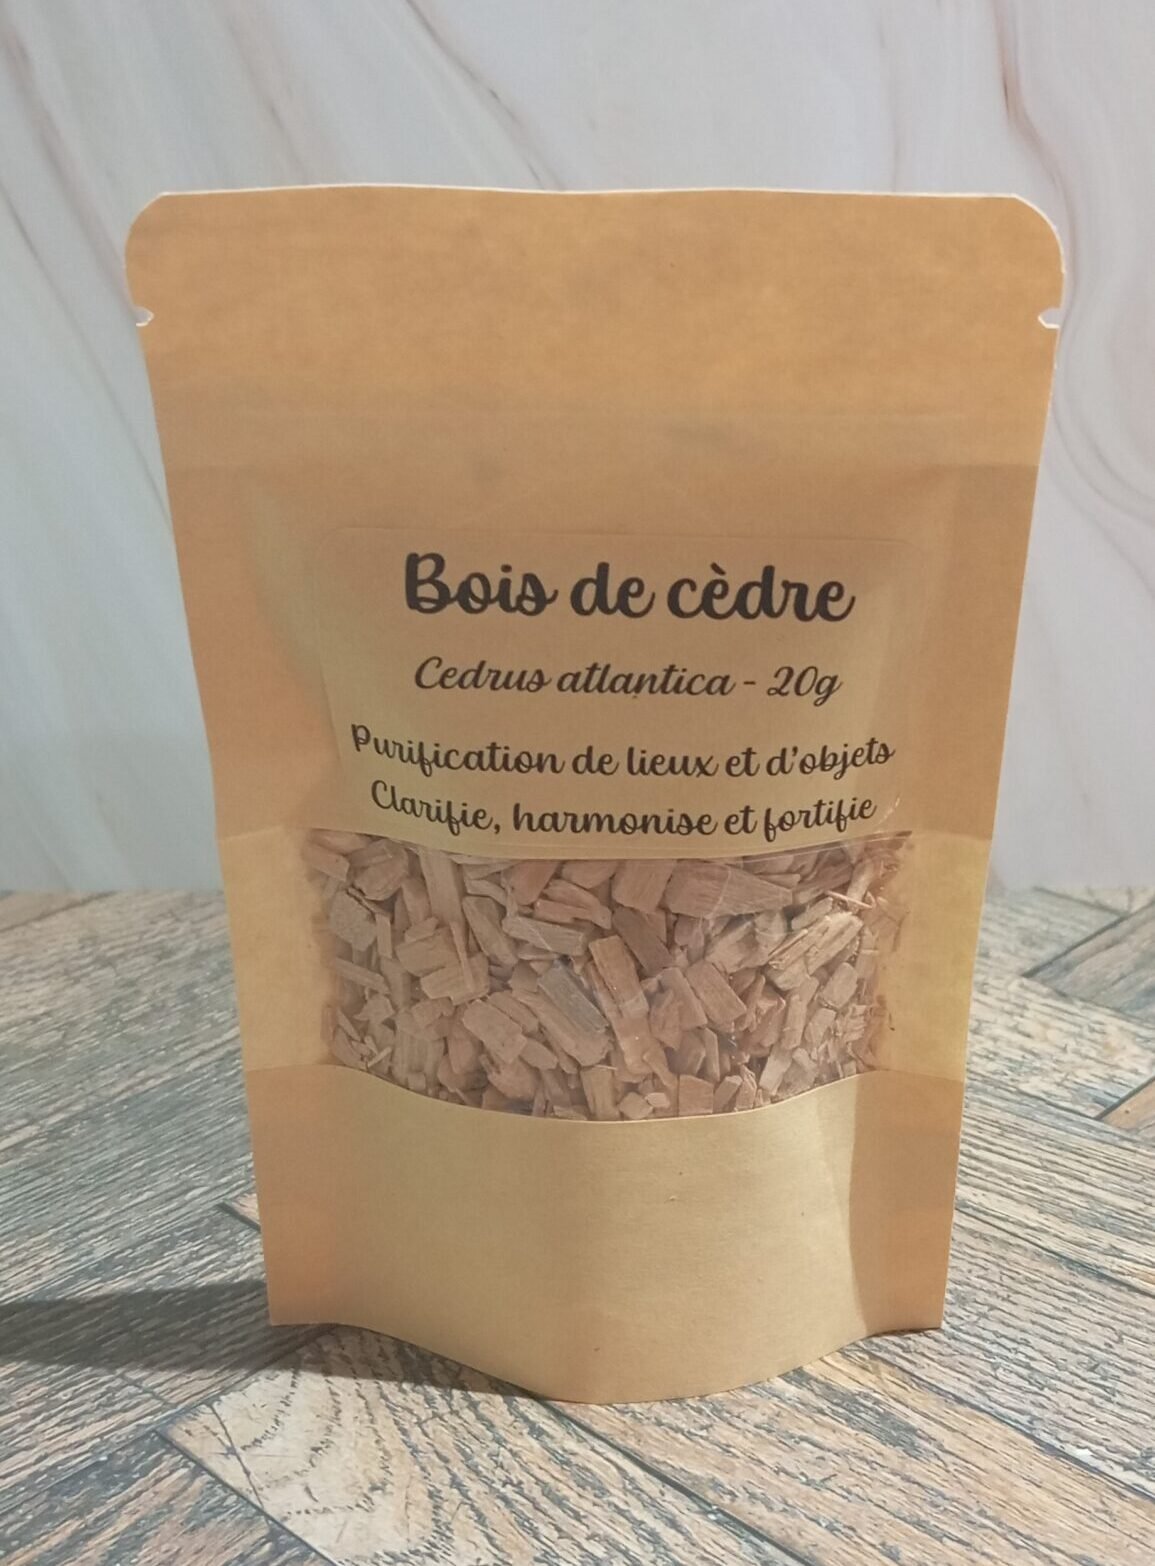 Bois de cèdre
Cedrus atlantica - 20g
Purification de lieux et d'objets
Clarifie, harmonise et fortifie